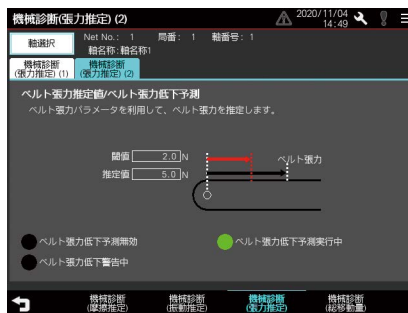 機械診断(張力推定) (2)
2020/11/04
14:49
軸選択
Net No.: 1 局番: 1 軸番号: 1
軸名称:軸名称1
機械診断
(張力推定) (1)
機械診断
(張力推定) (2)
ベルト張力推定値/ベルト張力低下予測
ベルト張力パラメータを利用して、ベルト張力を推定します。
閾値 2.0 N
ベルト張力
推定値 5.0 N
ベルト張力低下予測無効
ベルト張力低下予測実行中
ベルト張力低下警告中
機械診断
(摩擦推定)
機械診断
(振動推定)
機械診断
(張力推定)
機械診断
(総移動量)